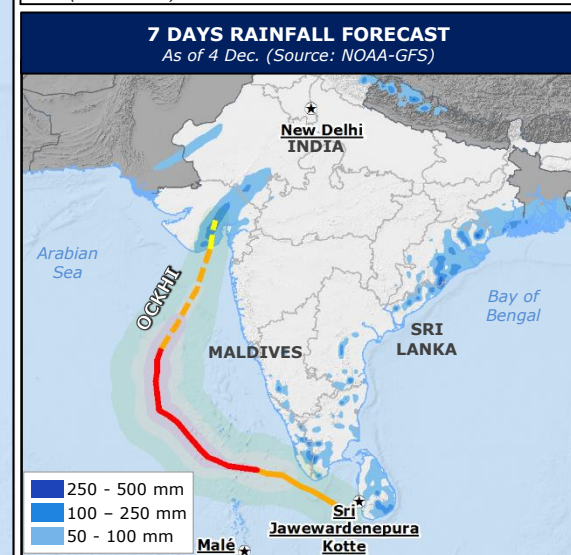 7 DAYS RAINFALL FORECAST
As of 4 Dec. (Source: NOAA-GFS)
New Delhi
INDIA
Arabian
Sea
OCKHI
Bay of
Bengal
SRI
LANKA
MALDIVES
250 - 500 mm
100 – 250 mm
50 - 100 mm
Sri
Jawewardenepura
Kotte
Malé